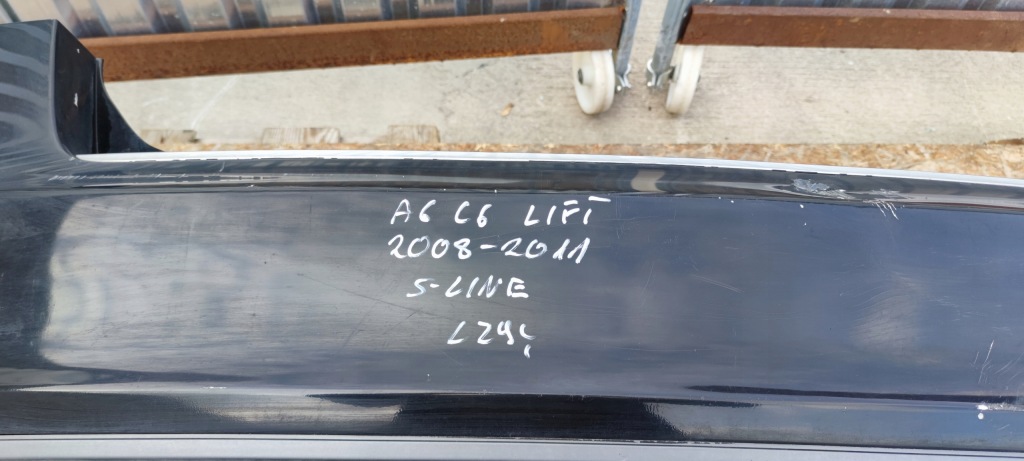 A6 C6 LIFT
2008-2011
S-LINE
LZ9Y